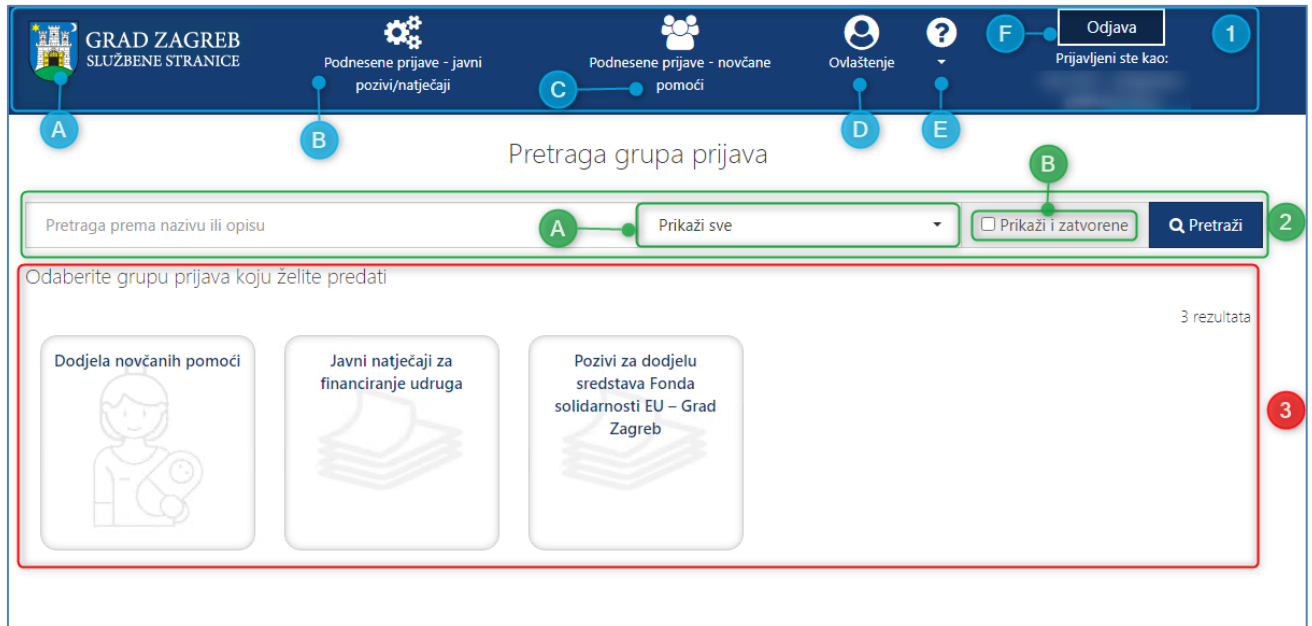 GRAD ZAGREB
SLUŽBENE STRANICE
Podnesene prijave - javni
pozivi/natječaji
Podnesene prijave - novčane
pomoći
Ovlaštenje
?
Odjava
Prijavljeni ste kao:
F
1
A
B
C
D
E
Pretraga grupa prijava
B
Pretraga prema nazivu ili opisu
A
Prikaži sve
Prikaži i zatvorene
Pretraži
2
Odaberite grupu prijava koju želite predati
3 rezultata
Dodjela novčanih pomoći
Javni natječaji za
financiranje udruga
Pozivi za dodjelu
sredstava Fonda
solidarnosti EU – Grad
Zagreb
3